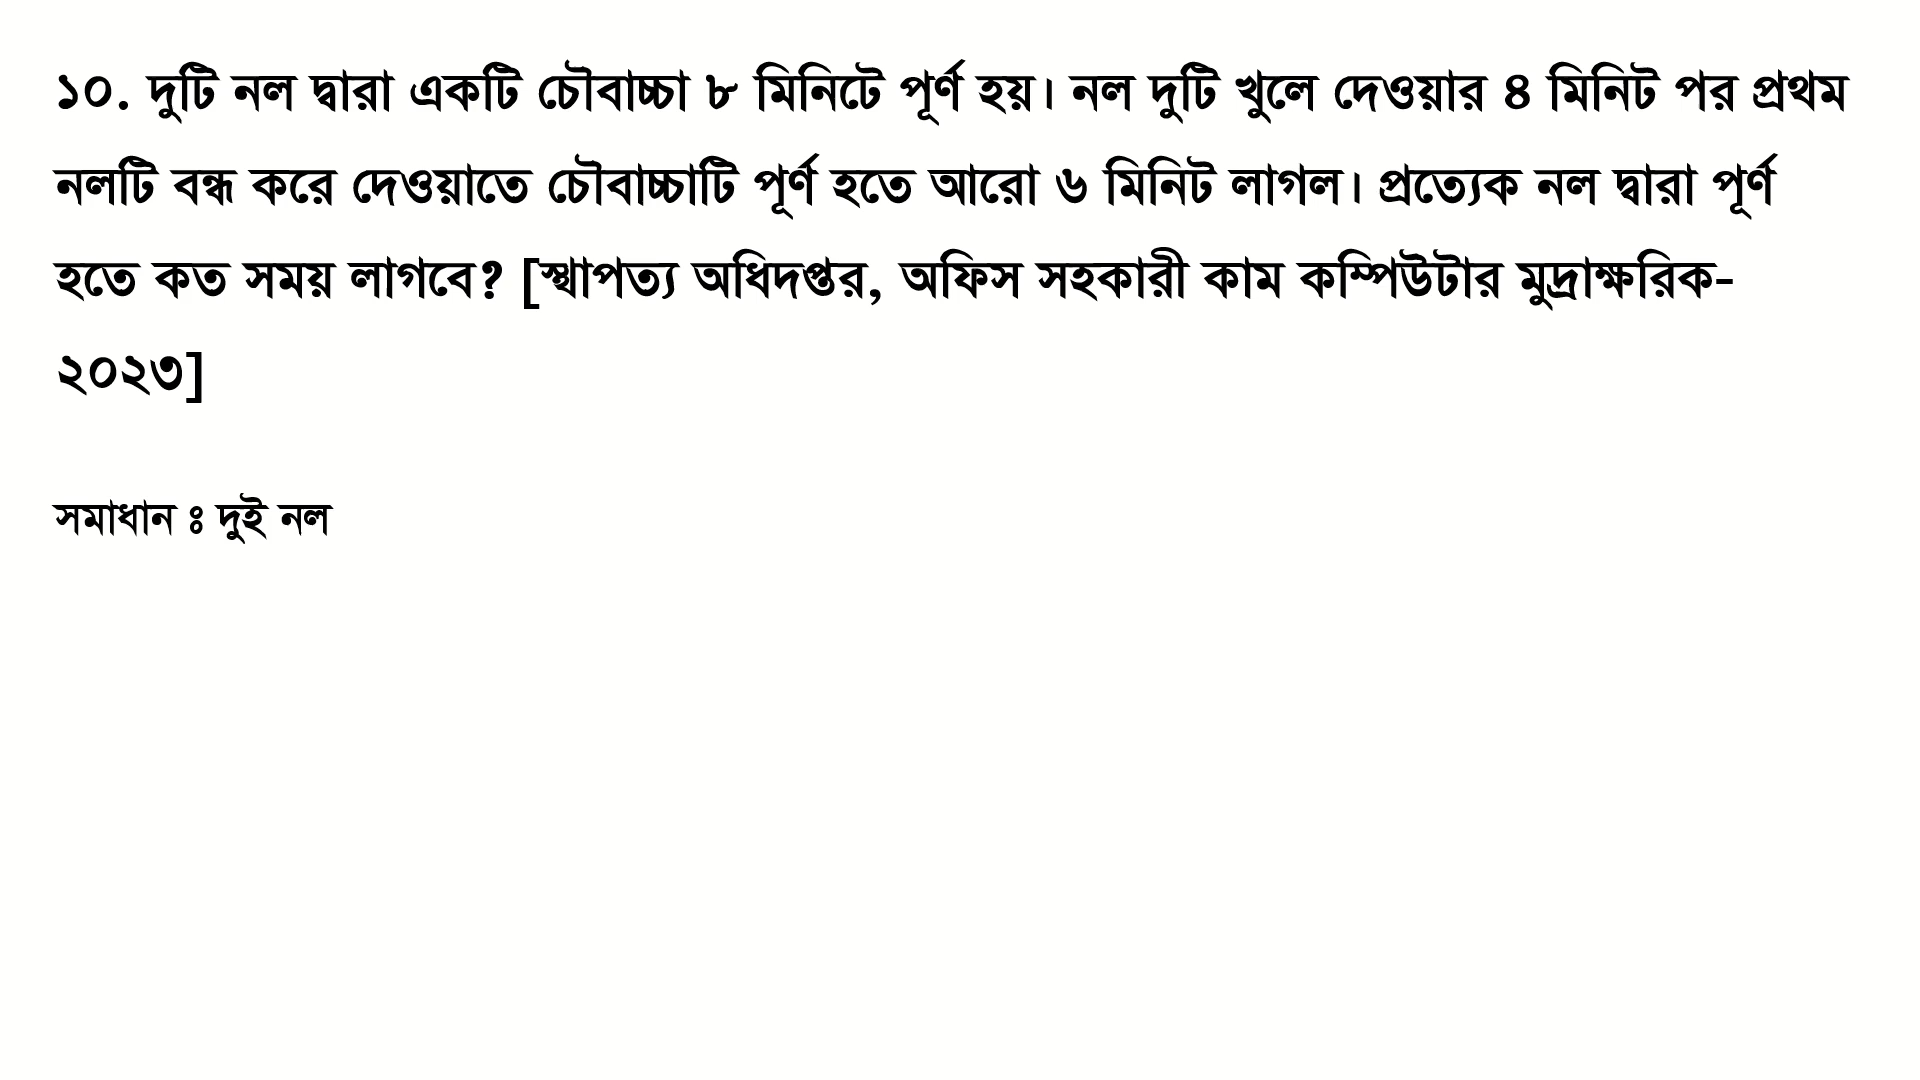 ১০. দুটি নল দ্বারা একটি চৌবাচ্চা ৮ মিনিটে পূর্ণ হয়। নল দুটি খুলে দেওয়ার ৪ মিনিট পর প্রথম
নলটি বন্ধ করে দেওয়াতে চৌবাচ্চাটি পূর্ণ হতে আরো ৬ মিনিট লাগল। প্রত্যেক নল দ্বারা পূর্ণ
হতে কত সময় লাগবে? [স্থাপত্য অধিদপ্তর, অফিস সহকারী কাম কম্পিউটার মুদ্রাক্ষরিক-
২০২৩]
সমাধান ঃ দুই নল